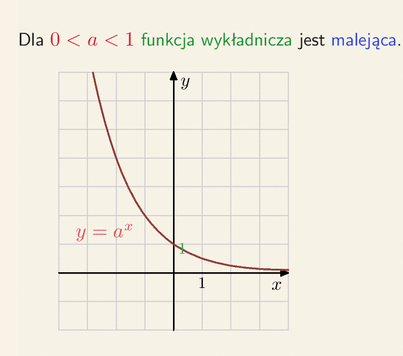 Dla 0 < a < 1 funkcja wykładnicza jest malejąca.
y
y = a^x
1
1
x